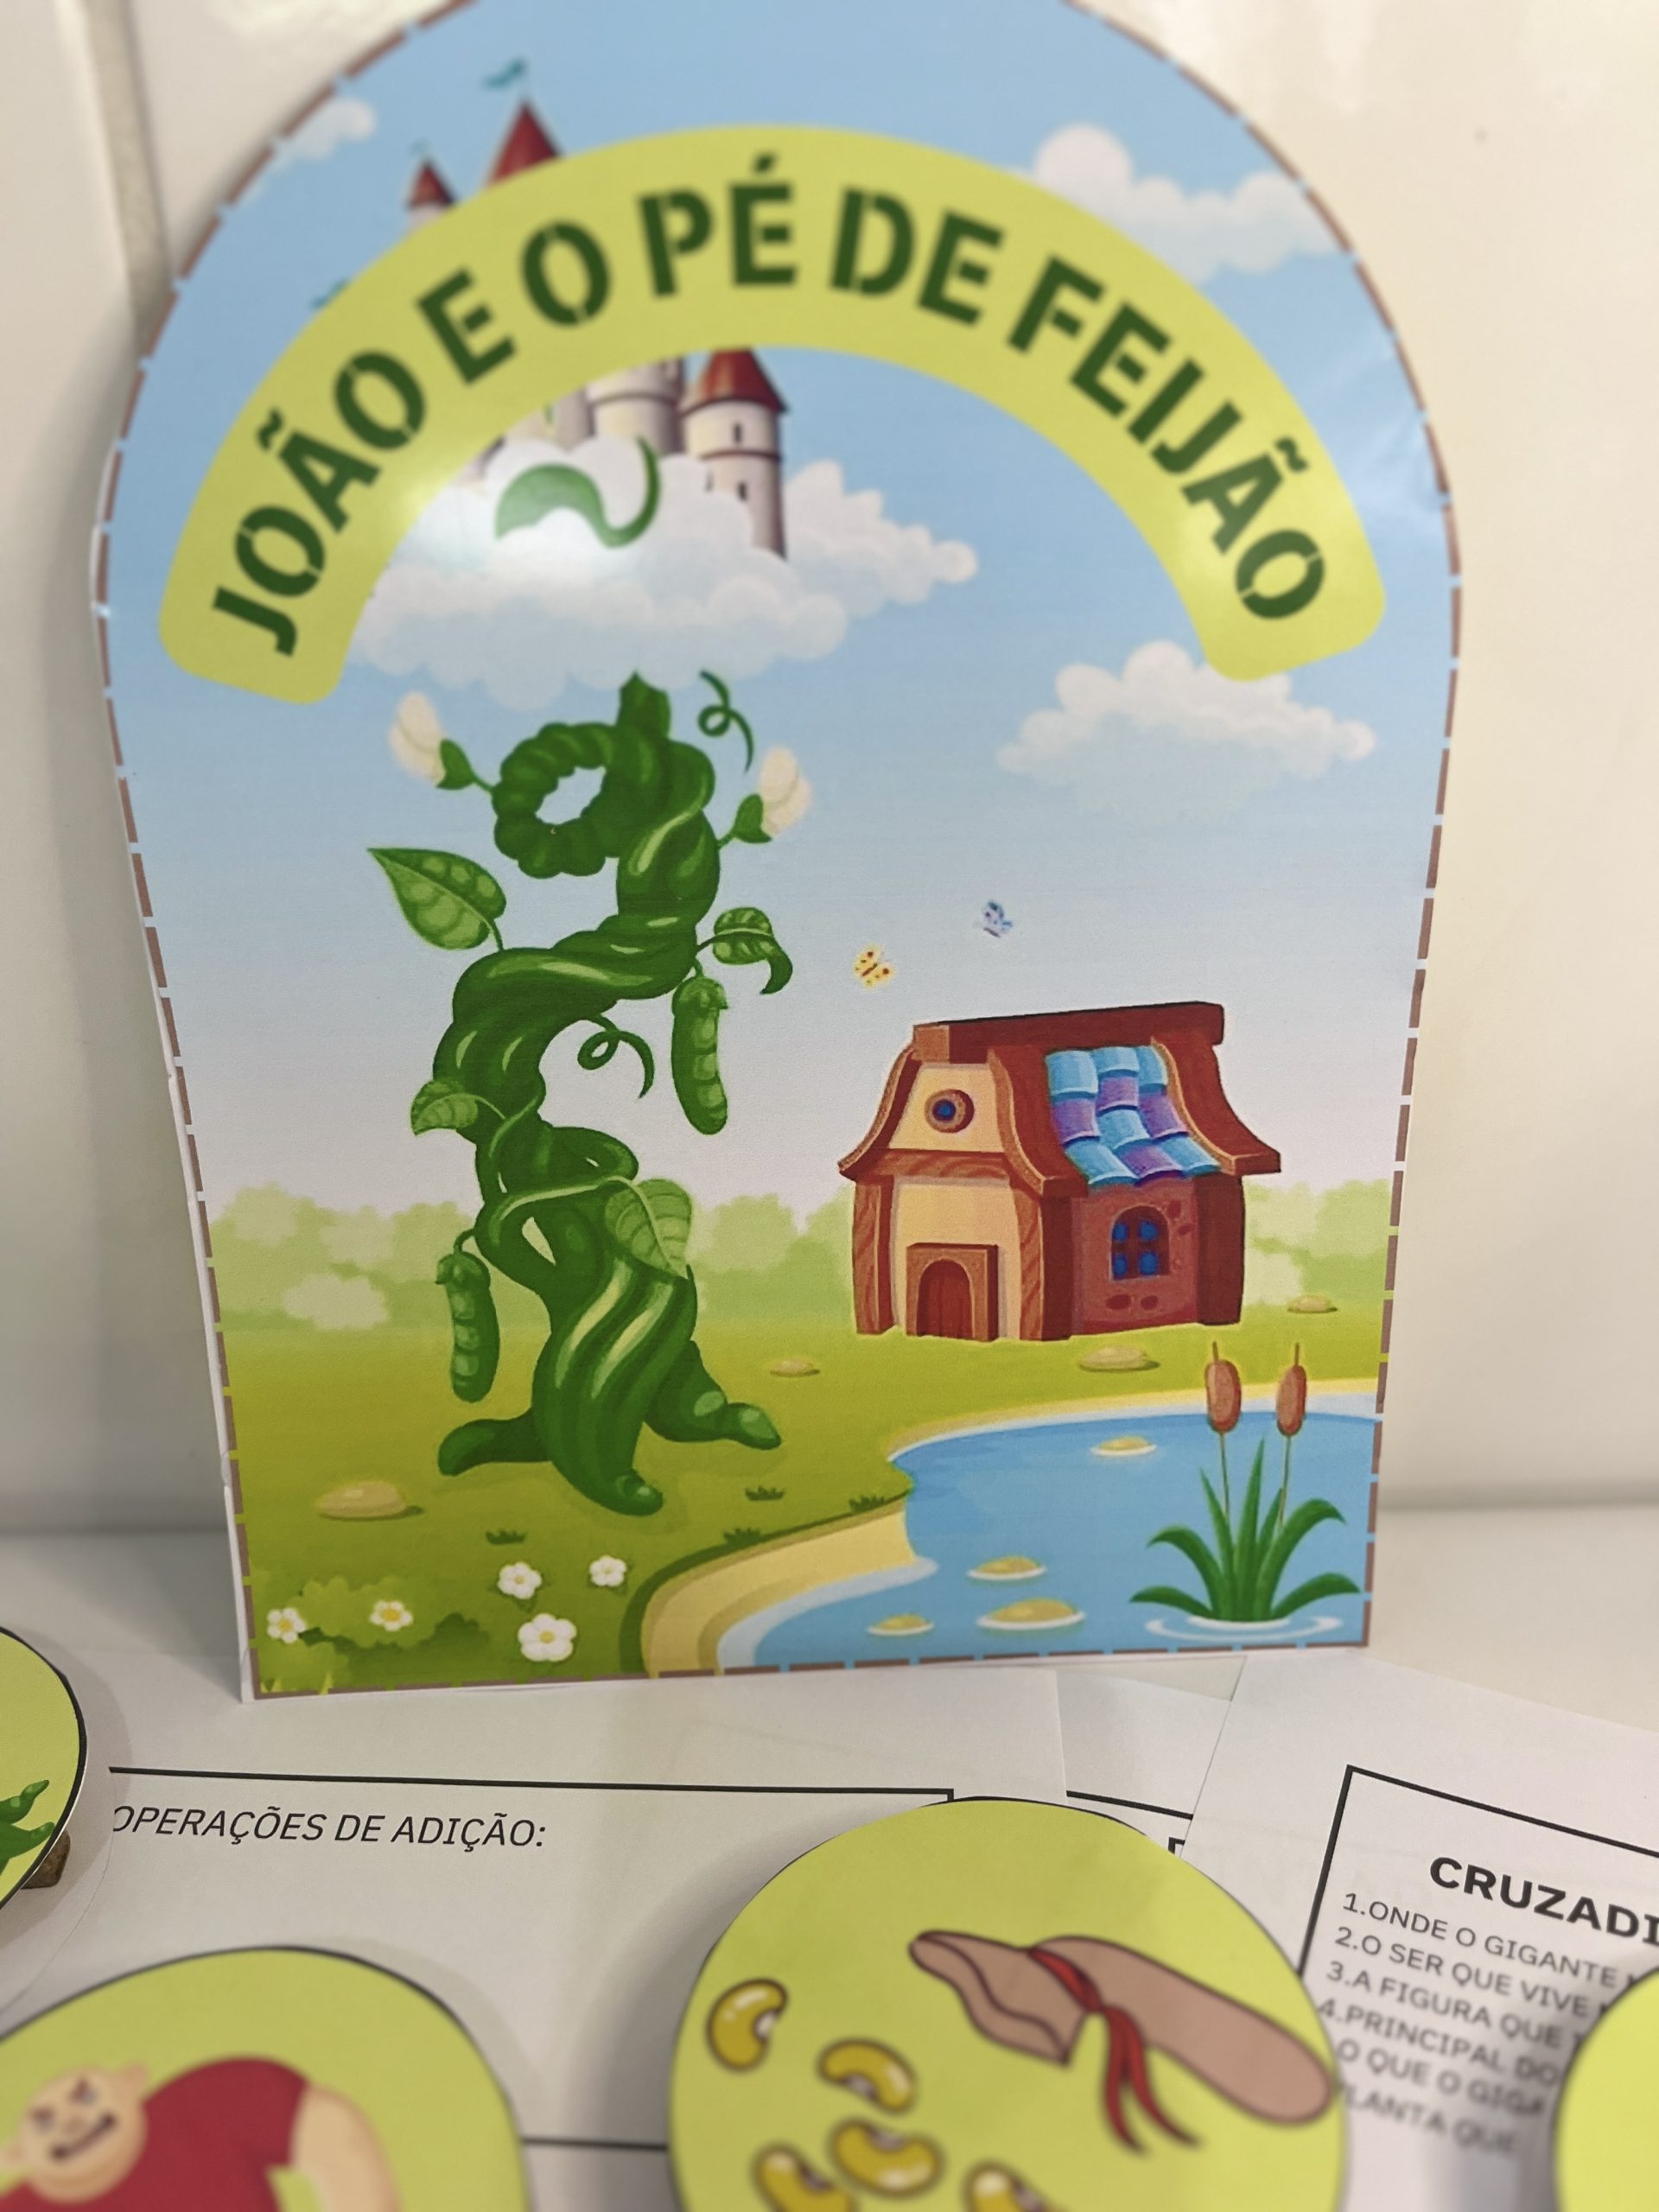 JOÃO E O PÉ DE FEIJÃO
OPERAÇÕES DE ADIÇÃO:
CRUZADI
1.ONDE O GIGANTE
2.O SER QUE VIVE
3.A FIGURA QUE
4.PRINCIPAL DO
O QUE O GIGA
PLANTA QUE